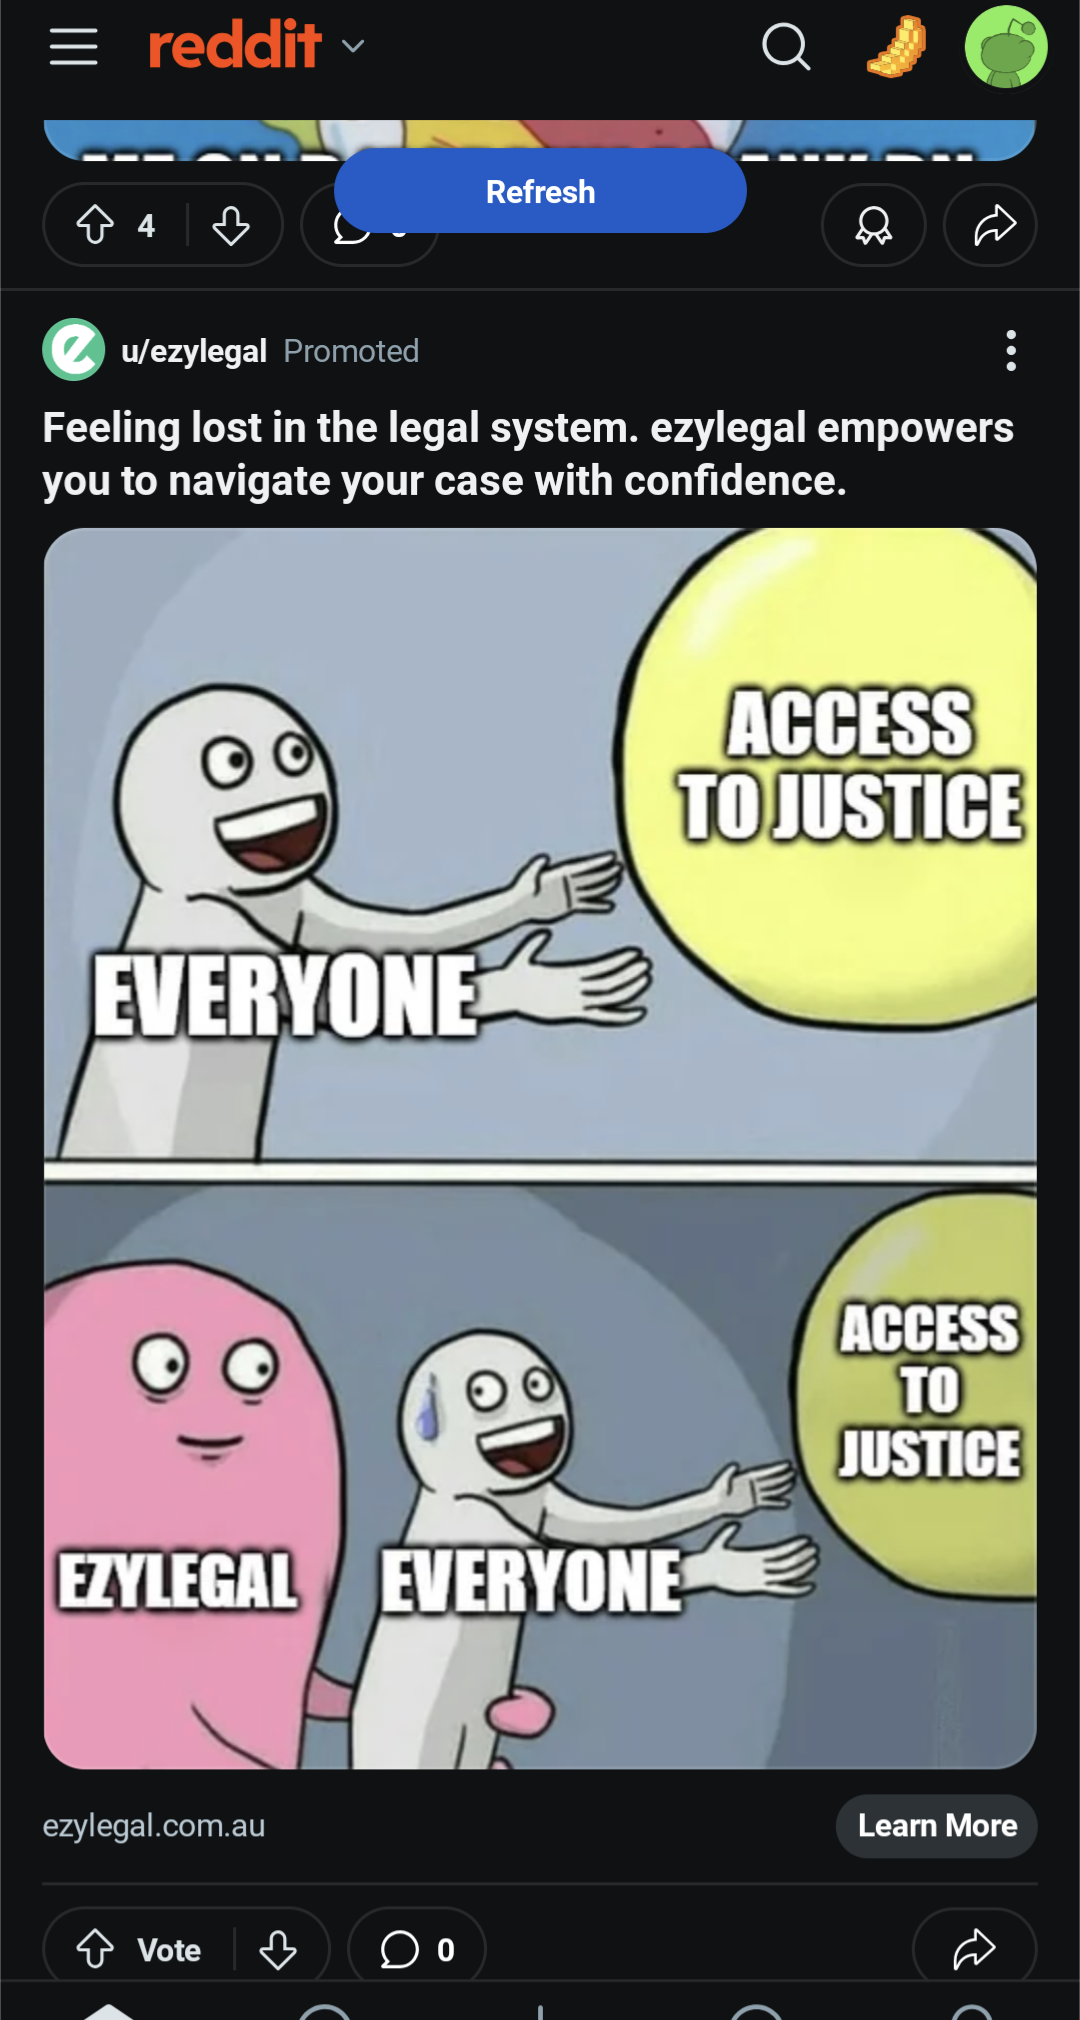 reddit
Refresh
4
u/ezylegal Promoted
Feeling lost in the legal system. ezylegal empowers
you to navigate your case with confidence.
ACCESS
TO JUSTICE
EVERYONE
ACCESS
TO
JUSTICE
EZYLEGAL
EVERYONE
ezylegal.com.au
Learn More
Vote
0